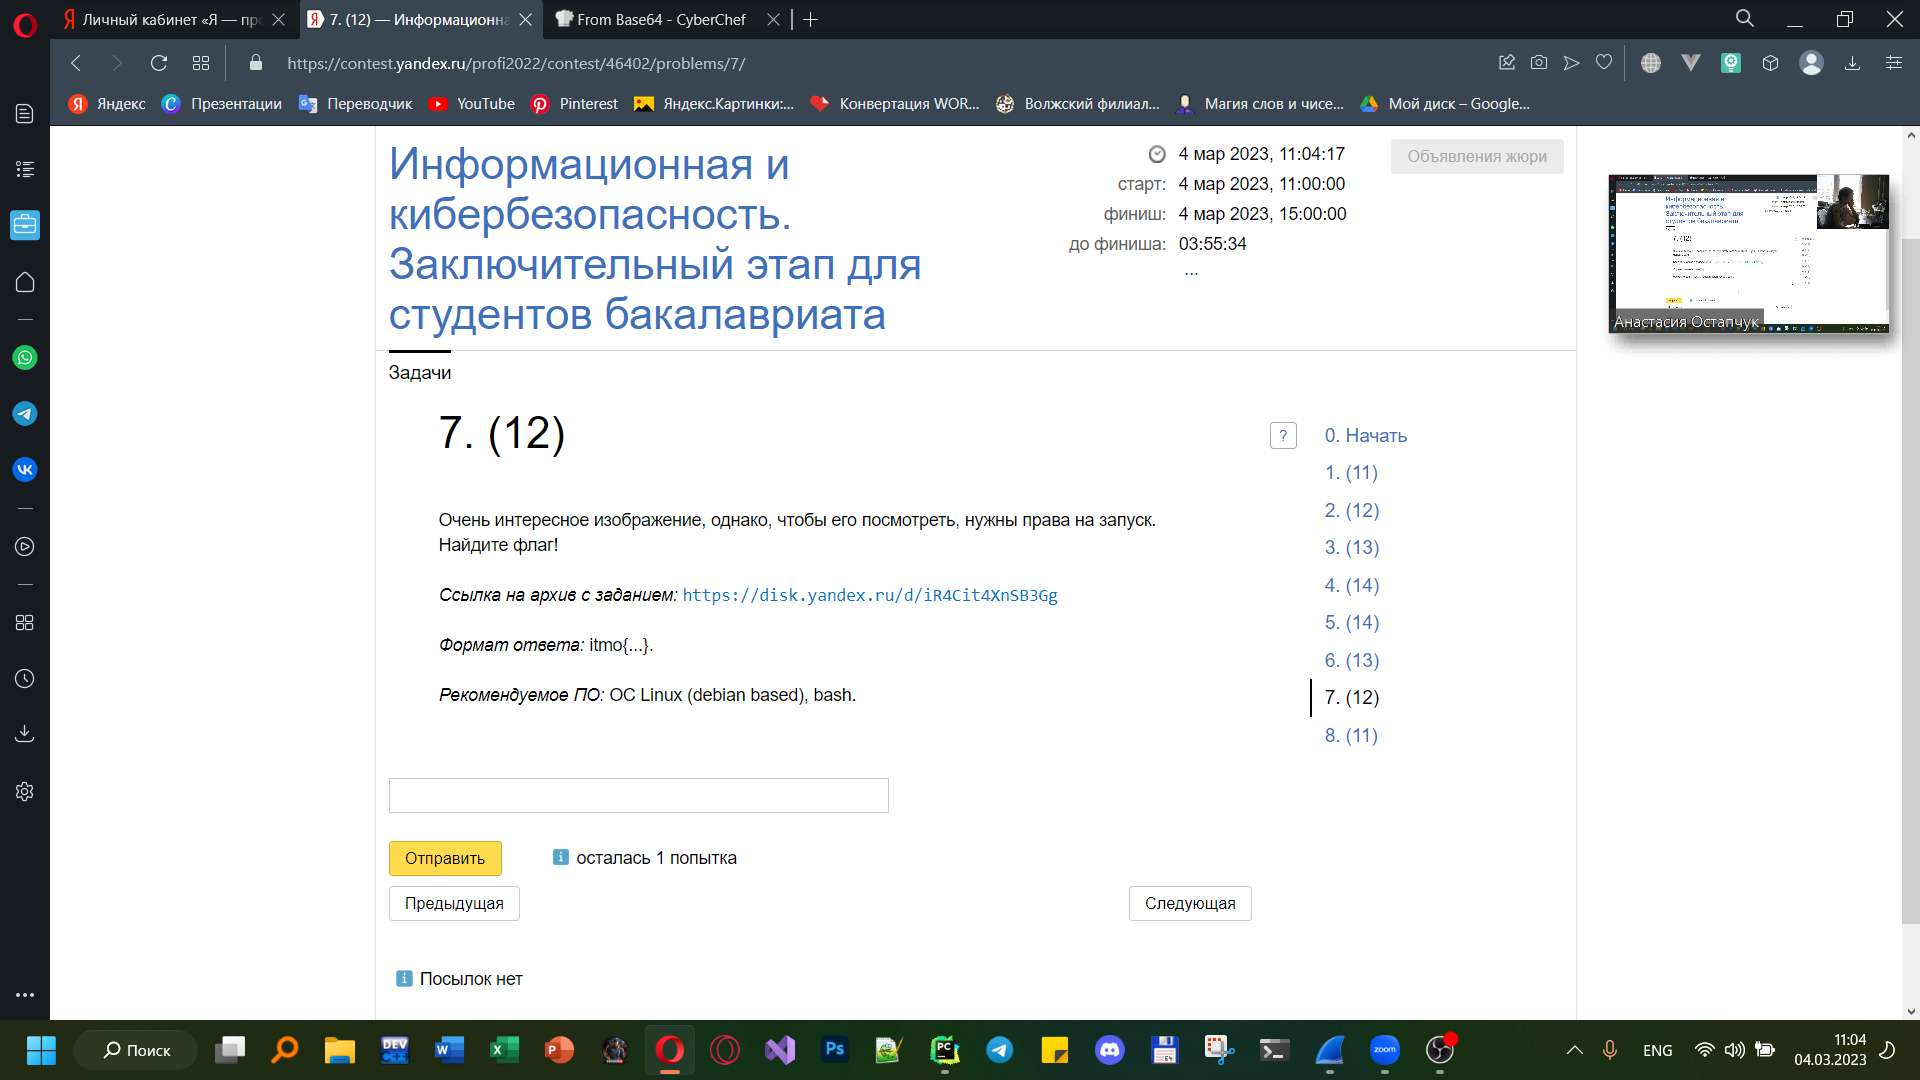 Личный кабинет «Я — пр
7. (12) — Информационна
From Base64 - CyberChef
https://contest.yandex.ru/profi2022/contest/46402/problems/7/
Яндекс
Презентации
Переводчик
YouTube
Pinterest
Яндекс.Картинки:...
Конвертация WOR...
Волжский филиал...
Магия слов и чисе...
Мой диск – Google...
Информационная и
кибербезопасность.
Заключительный этап для
студентов бакалавриата
4 мар 2023, 11:04:17
старт: 4 мар 2023, 11:00:00
финиш: 4 мар 2023, 15:00:00
до финиша: 03:55:34
...
Объявления жюри
Анастасия Остапчук
Задачи
7. (12)
?
Очень интересное изображение, однако, чтобы его посмотреть, нужны права на запуск.
Найдите флаг!
Ссылка на архив с заданием: https://disk.yandex.ru/d/iR4Cit4XnSB3Gg
Формат ответа: itmo{...}.
Рекомендуемое ПО: ОС Linux (debian based), bash.
0. Начать
1. (11)
2. (12)
3. (13)
4. (14)
5. (14)
6. (13)
7. (12)
8. (11)
Отправить
осталась 1 попытка
Предыдущая
Следующая
Посылок нет
Поиск
ENG
11:04
04.03.2023